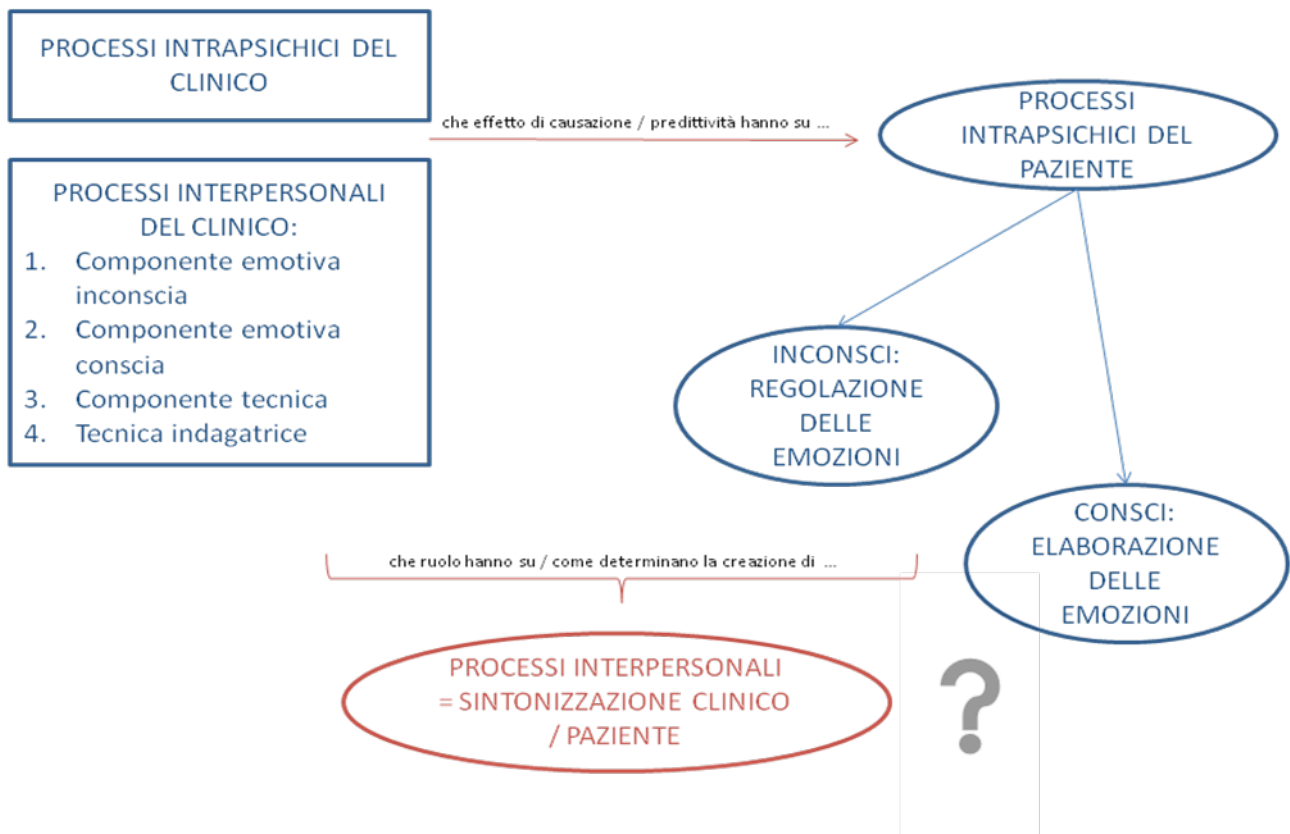 PROCESSI INTRAPSICHICI DEL
CLINICO
che effetto di causazione / predittività hanno su ...
PROCESSI
INTRAPSICHICI DEL
PAZIENTE
PROCESSI INTERPERSONALI
DEL CLINICO:
1. Componente emotiva
inconscia
2. Componente emotiva
conscia
3. Componente tecnica
4. Tecnica indagatrice
INCONSCI:
REGOLAZIONE
DELLE
EMOZIONI
CONSCI:
ELABORAZIONE
DELLE
EMOZIONI
che ruolo hanno su / come determinano la creazione di ...
PROCESSI INTERPERSONALI
= SINTONIZZAZIONE CLINICO
/ PAZIENTE
?